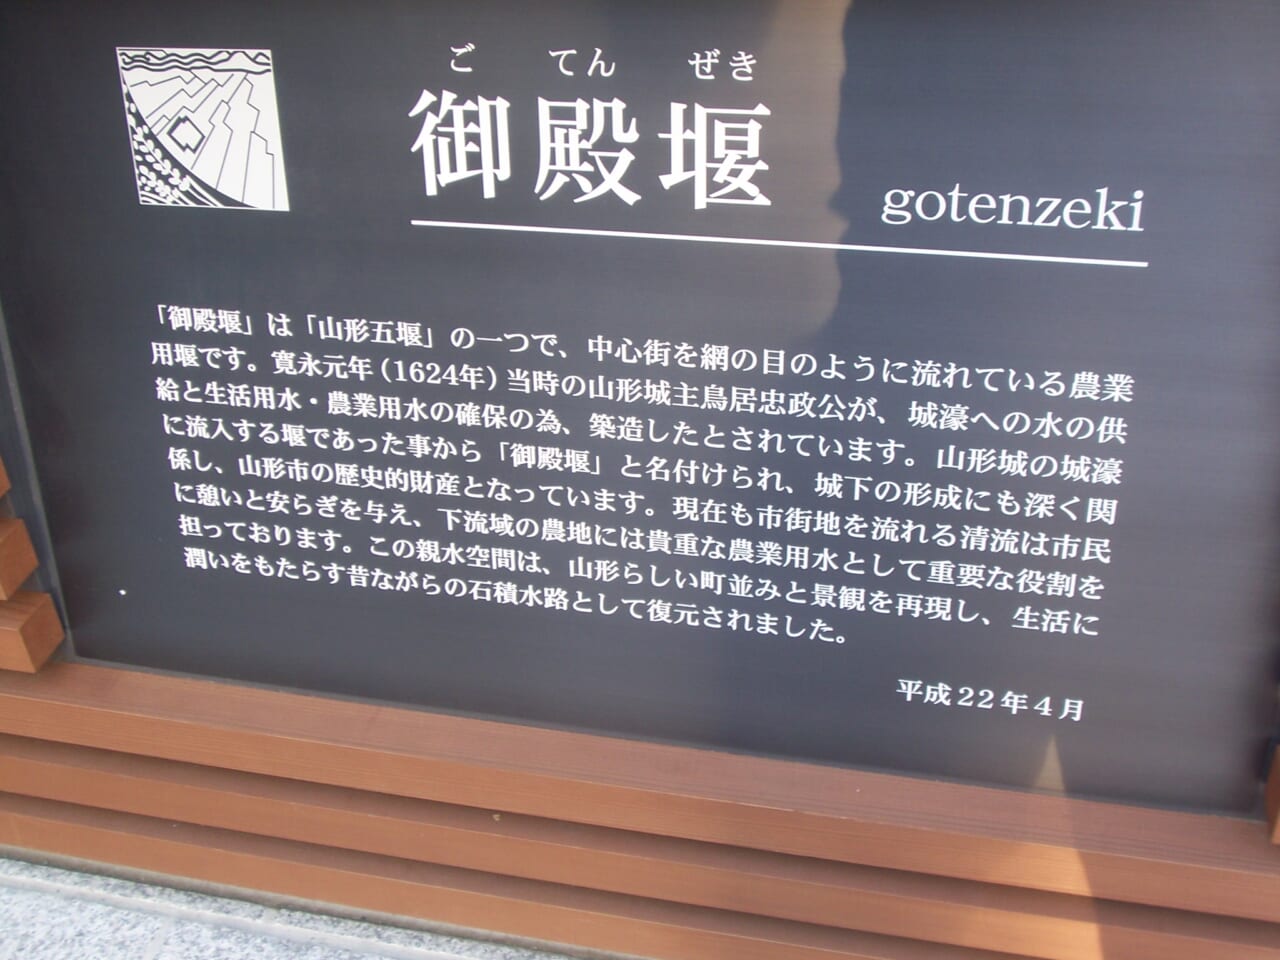 ごてんぜき
御殿堰
gotenzeki
「御殿堰」は「山形五堰」の一つで、中心街を網の目のように流れている農業
用堰です。寛永元年（1624年）当時の山形城主鳥居忠政公が、城濠への水の供
給と生活用水・農業用水の確保の為、築造したとされています。山形城の城濠
に流入する堰であった事から「御殿堰」と名付けられ、城下の形成にも深く関
係し、山形市の歴史的財産となっています。現在も市街地を流れる清流は市民
に憩いと安らぎを与え、下流域の農地には貴重な農業用水として重要な役割を
担っております。この親水空間は、山形らしい町並みと景観を再現し、生活に
潤いをもたらす昔ながらの石積水路として復元されました。
平成22年4月